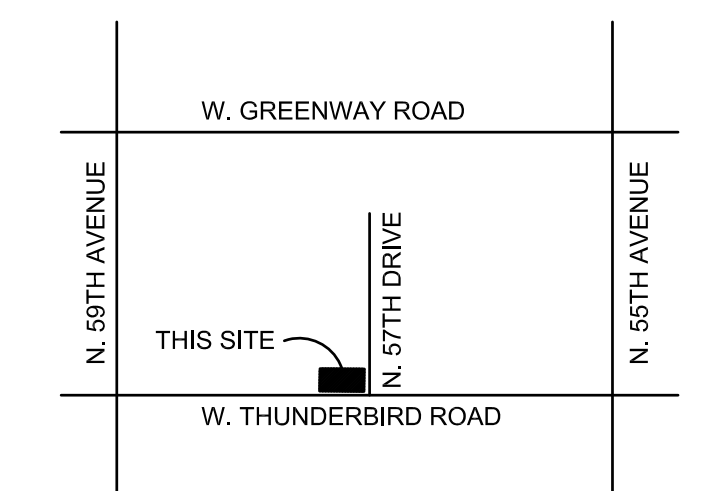 W. GREENWAY ROAD
N. 59TH AVENUE
N. 57TH DRIVE
N. 55TH AVENUE
THIS SITE
W. THUNDERBIRD ROAD